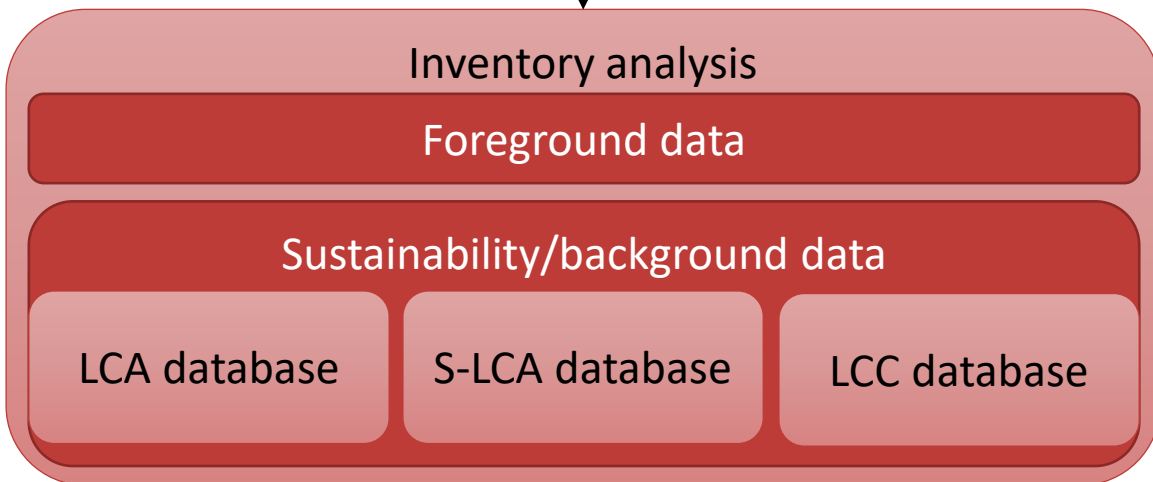 Inventory analysis
Foreground data
Sustainability/background data
LCA database
S-LCA database
LCC database